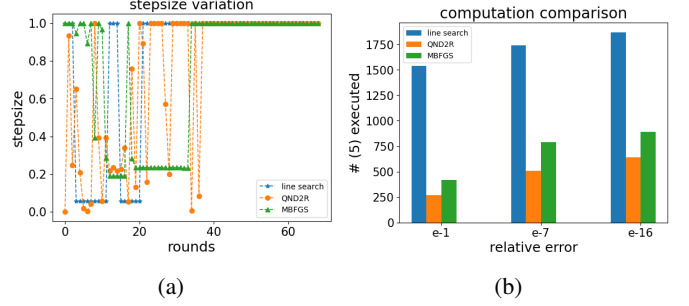 stepsize variation
stepsize
1.0
0.8
0.6
0.4
0.2
0.0
line search
QND2R
MBFGS
0
20
40
60
rounds
(a)
computation comparison
# (5) executed
1750
1500
1250
1000
750
500
250
0
line search
QND2R
MBFGS
e-1
e-7
e-16
relative error
(b)